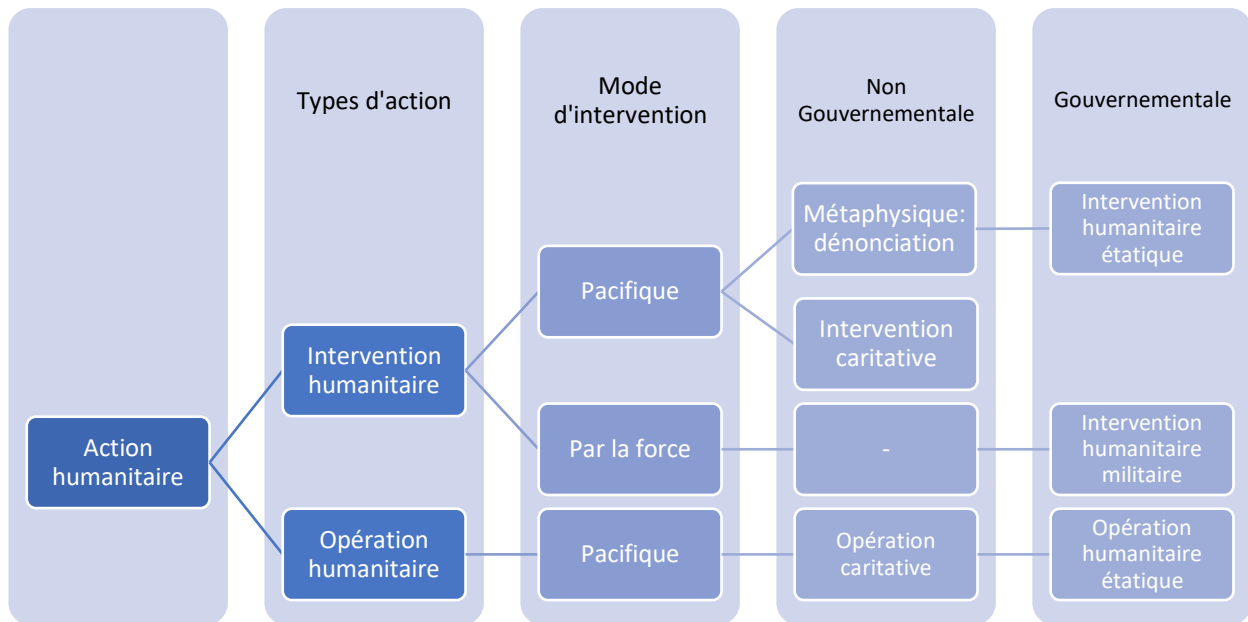 Types d'action
Mode
d'intervention
Non
Gouvernementale
Gouvernementale
Action
humanitaire
Intervention
humanitaire
Opération
humanitaire
Pacifique
Par la force
Pacifique
Métaphysique:
dénonciation
Intervention
caritative
-
Opération
caritative
Intervention
humanitaire
étatique
Intervention
humanitaire
militaire
Opération
humanitaire
étatique